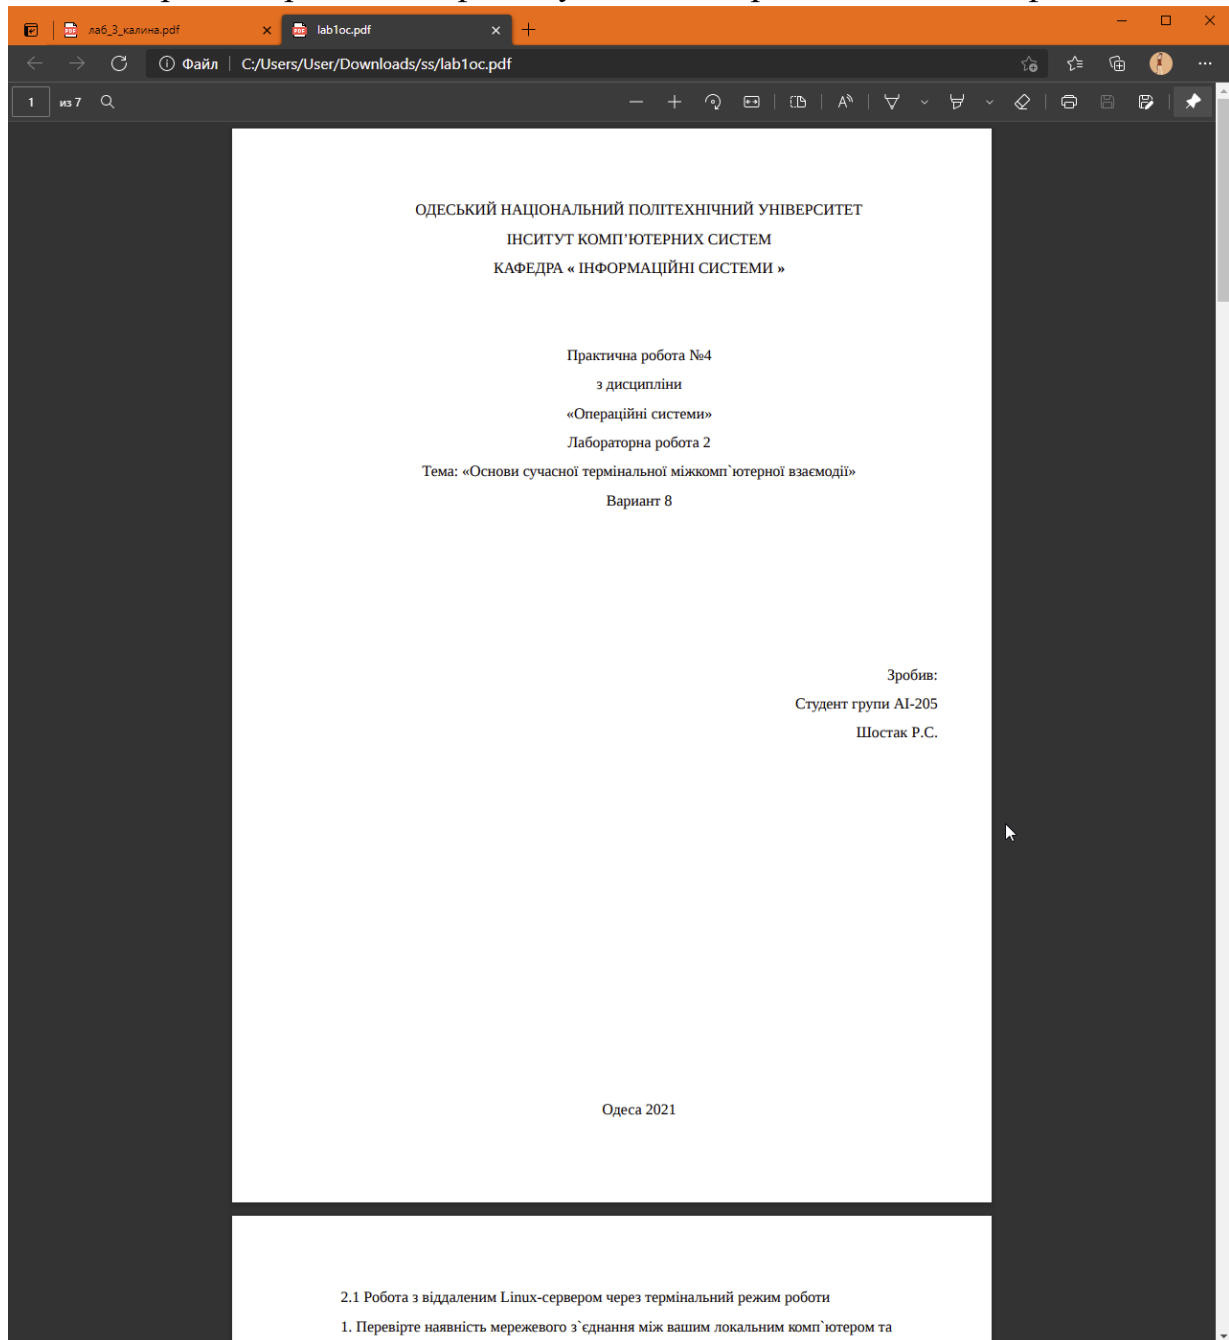 лаб_3_калина.pdf
lab1oc.pdf
Файл C:/Users/User/Downloads/ss/lab1oc.pdf
1 из 7
ОДЕСЬКИЙ НАЦІОНАЛЬНИЙ ПОЛІТЕХНІЧНИЙ УНІВЕРСИТЕТ
ІНСИТУТ КОМП’ЮТЕРНИХ СИСТЕМ
КАФЕДРА « ІНФОРМАЦІЙНІ СИСТЕМИ »
Практична робота №4
з дисципліни
«Операційні системи»
Лабораторна робота 2
Тема: «Основи сучасної термінальної міжкомп`ютерної взаємодії»
Вариант 8
Зробив:
Студент групи АІ-205
Шостак Р.С.
Одеса 2021
2.1 Робота з віддаленим Linux-сервером через термінальний режим роботи
1. Перевірте наявність мережевого з`єднання між вашим локальним комп`ютером та